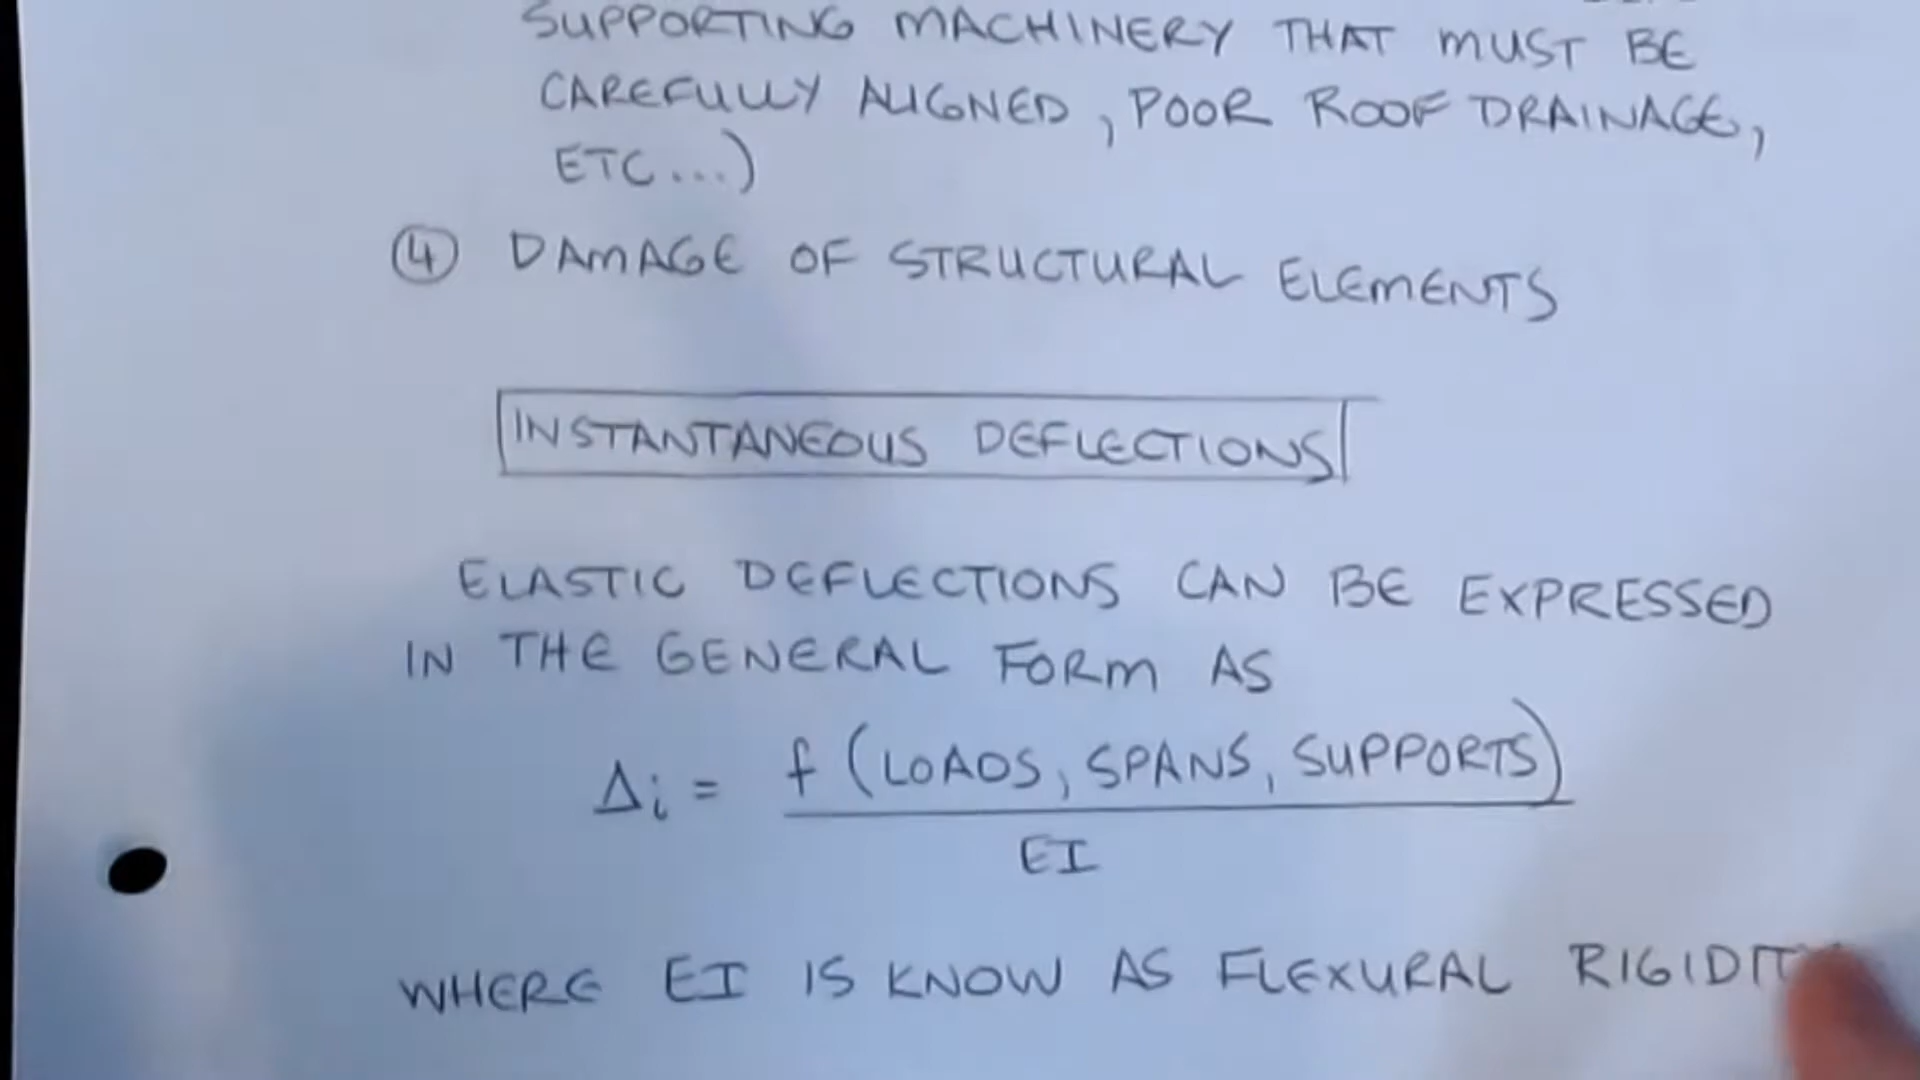 SUPPORTING MACHINERY THAT MUST BE
CAREFULLY ALIGNED, POOR ROOF DRAINAGE,
ETC...)
④ DAMAGE OF STRUCTURAL ELEMENTS
INSTANTANEOUS DEFLECTIONS
ELASTIC DEFLECTIONS CAN BE EXPRESSED
IN THE GENERAL FORM AS
Δi = f (LOADS, SPANS, SUPPORTS)
EI
WHERE EI IS KNOW AS FLEXURAL